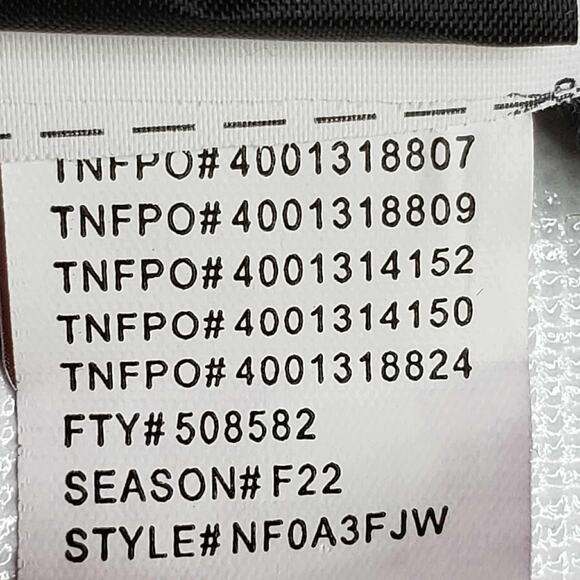 TNFPO# 4001318807
TNFPO# 4001318809
TNFPO# 4001314152
TNFPO# 4001314150
TNFPO# 4001318824
FTY# 508582
SEASON# F22
STYLE# NF0A3FJW